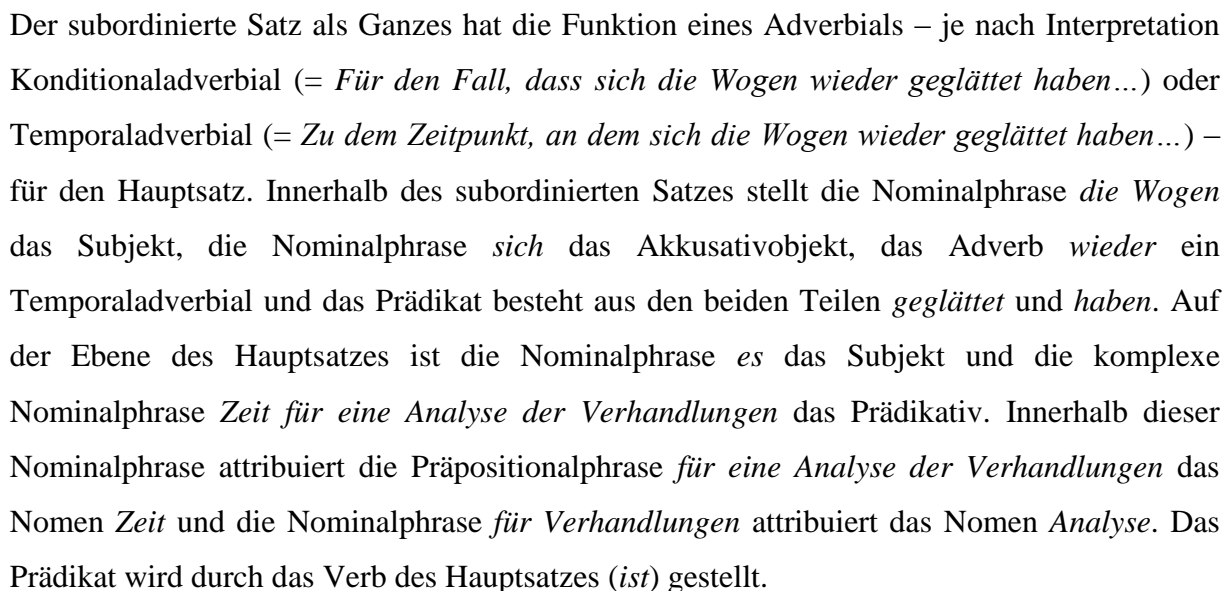 Der subordinierte Satz als Ganzes hat die Funktion eines Adverbials – je nach Interpretation
Konditionaladverbial (= Für den Fall, dass sich die Wogen wieder geglättet haben…) oder
Temporaladverbial (= Zu dem Zeitpunkt, an dem sich die Wogen wieder geglättet haben…) –
für den Hauptsatz. Innerhalb des subordinierten Satzes stellt die Nominalphrase die Wogen
das Subjekt, die Nominalphrase sich das Akkusativobjekt, das Adverb wieder ein
Temporaladverbial und das Prädikat besteht aus den beiden Teilen geglättet und haben. Auf
der Ebene des Hauptsatzes ist die Nominalphrase es das Subjekt und die komplexe
Nominalphrase Zeit für eine Analyse der Verhandlungen das Prädikativ. Innerhalb dieser
Nominalphrase attribuiert die Präpositionalphrase für eine Analyse der Verhandlungen das
Nomen Zeit und die Nominalphrase für Verhandlungen attribuiert das Nomen Analyse. Das
Prädikat wird durch das Verb des Hauptsatzes (ist) gestellt.